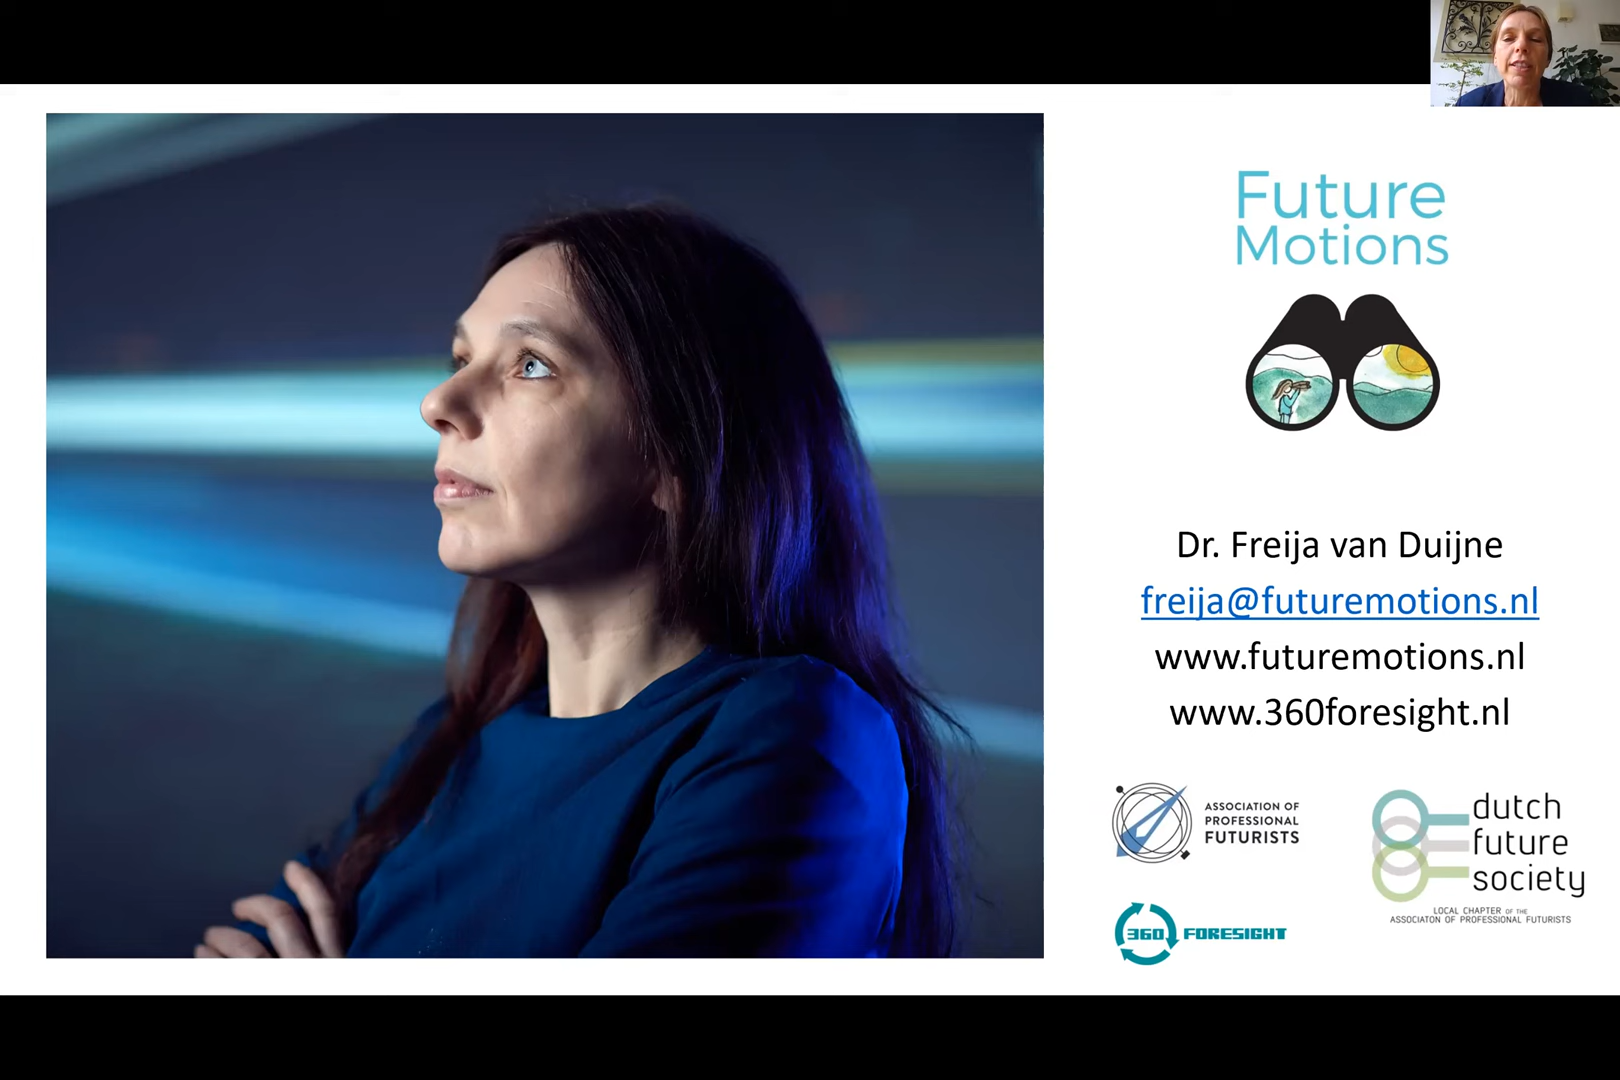 Future
Motions
Dr. Freija van Duijne
freija@futuremotions.nl
www.futuremotions.nl
www.360foresight.nl
ASSOCIATION OF
PROFESSIONAL
FUTURISTS
dutch
future
society
LOCAL CHAPTER OF THE
ASSOCIATON OF PROFESSIONAL FUTURISTS
360 FORESIGHT